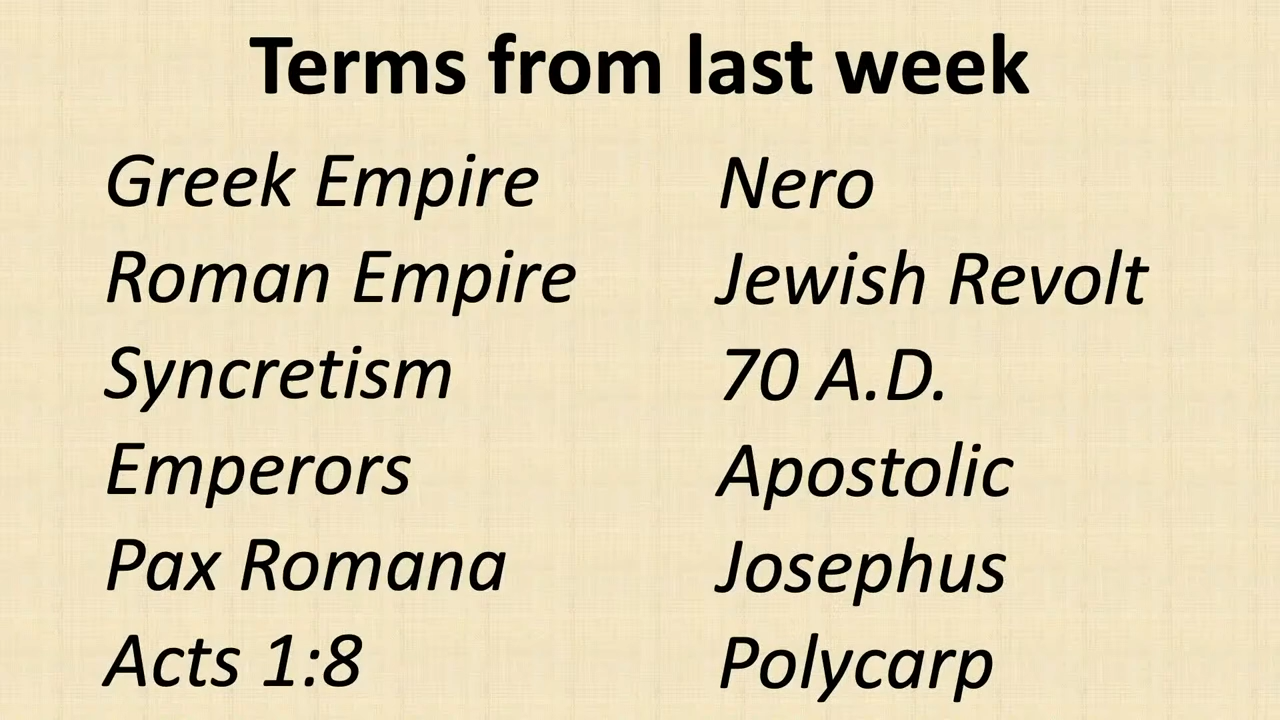 Terms from last week
Greek Empire
Roman Empire
Syncretism
Emperors
Pax Romana
Acts 1:8
Nero
Jewish Revolt
70 A.D.
Apostolic
Josephus
Polycarp